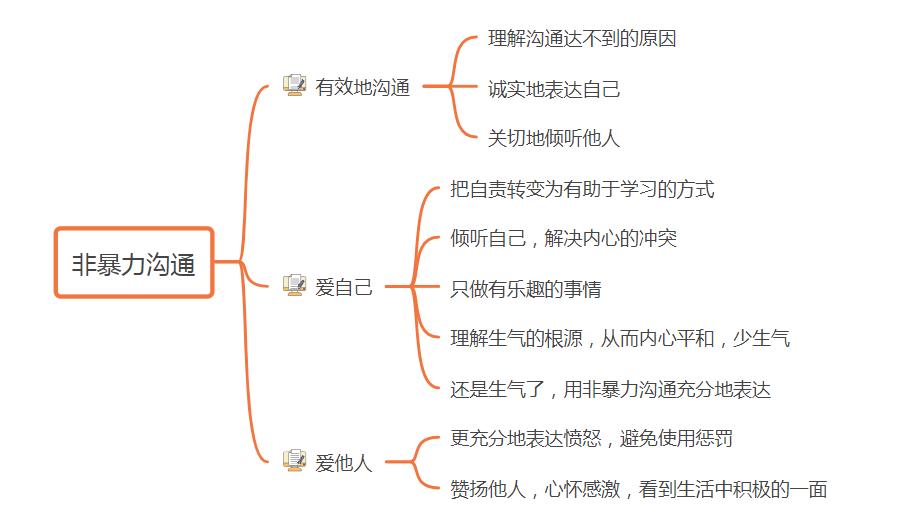 非暴力沟通
有效地沟通
理解沟通达不到的原因
诚实地表达自己
关切地倾听他人
爱自己
把自责转变为有助于学习的方式
倾听自己，解决内心的冲突
只做有乐趣的事情
理解生气的根源，从而内心平和，少生气
还是生气了，用非暴力沟通充分地表达
爱他人
更充分地表达愤怒，避免使用惩罚
赞扬他人，心怀感激，看到生活中积极的一面